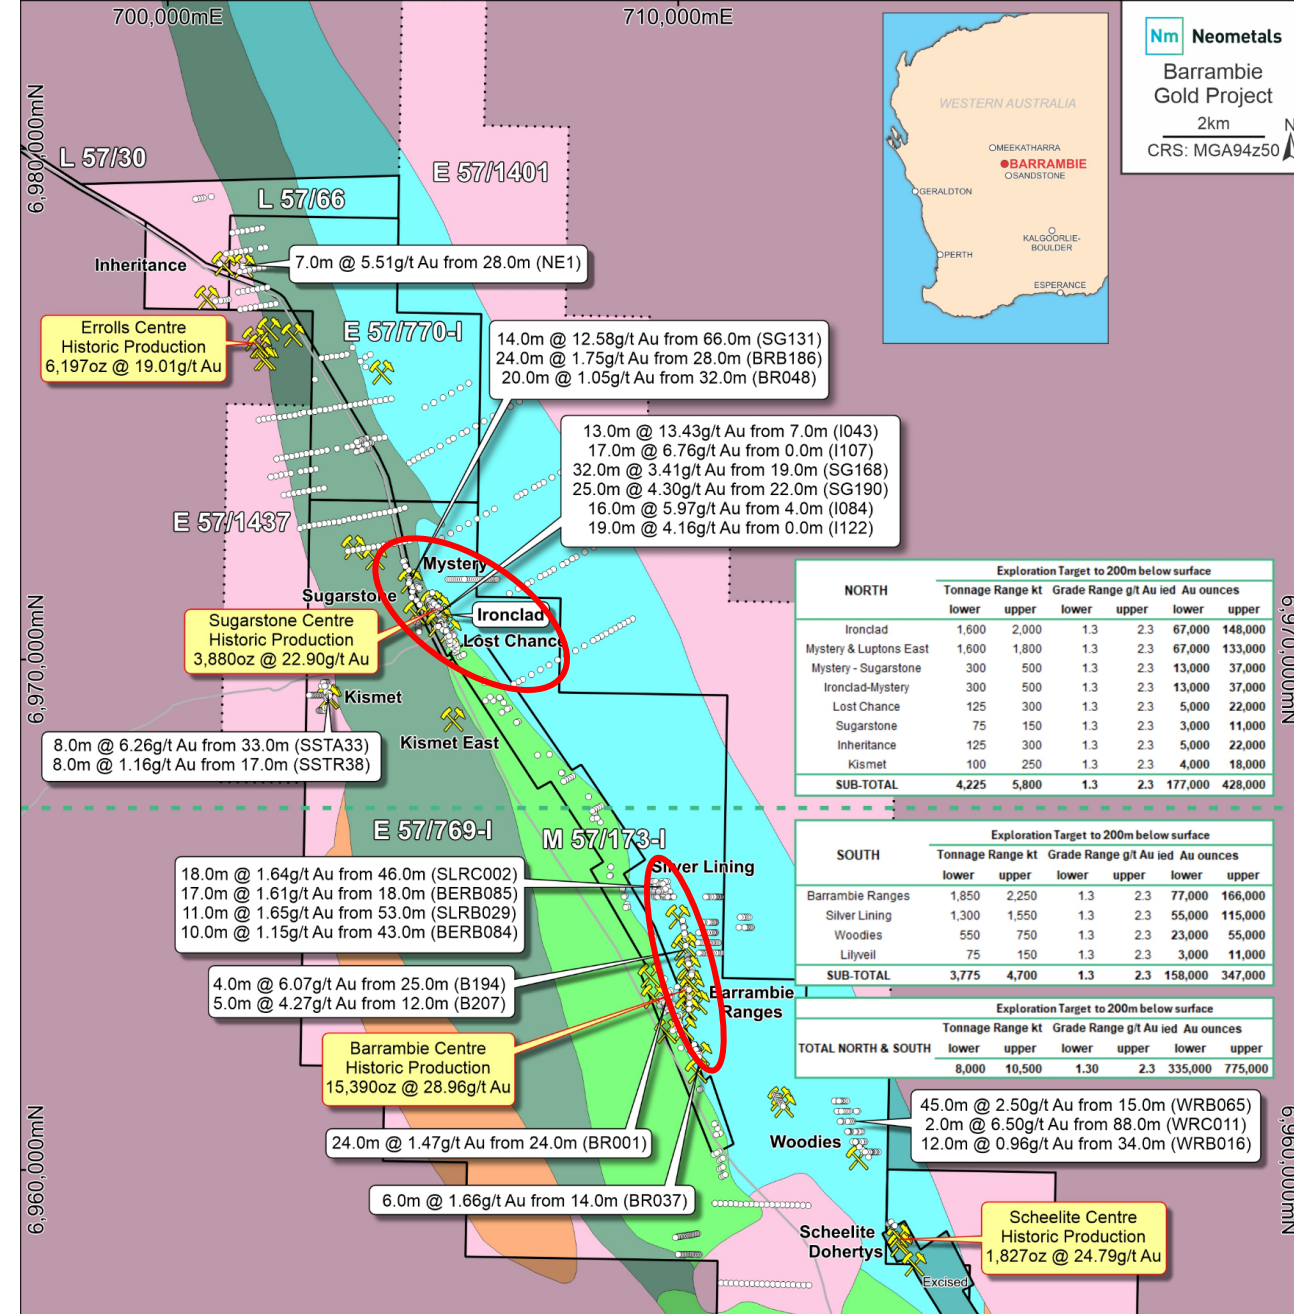 700,000mE
710,000mE
Nm Neometals
Barrambie
Gold Project
2km
CRS: MGA94z50
N
WESTERN AUSTRALIA
MEEKATHARRA
BARRAMBIE
SANDSTONE
GERALDTON
KALGOORLIE-
BOULDER
PERTH
ESPERANCE
6,980,000mN
L 57/30
E 57/1401
L 57/66
Inheritance
7.0m @ 5.51g/t Au from 28.0m (NE1)
Errolls Centre
Historic Production
6,197oz @ 19.01g/t Au
E 57/770-I
14.0m @ 12.58g/t Au from 66.0m (SG131)
24.0m @ 1.75g/t Au from 28.0m (BRB186)
20.0m @ 1.05g/t Au from 32.0m (BR048)
13.0m @ 13.43g/t Au from 7.0m (I043)
17.0m @ 6.76g/t Au from 0.0m (I107)
32.0m @ 3.41g/t Au from 19.0m (SG168)
25.0m @ 4.30g/t Au from 22.0m (SG190)
16.0m @ 5.97g/t Au from 4.0m (I084)
19.0m @ 4.16g/t Au from 0.0m (I122)
E 57/1437
Mystery
Sugarstone
Ironclad
Lost Chance
Sugarstone Centre
Historic Production
3,880oz @ 22.90g/t Au
6,970,000mN
6,970,000mN
Kismet
Kismet East
8.0m @ 6.26g/t Au from 33.0m (SSTA33)
8.0m @ 1.16g/t Au from 17.0m (SSTR38)
NORTH Exploration Target to 200m below surface
Tonnage Range kt Grade Range g/t Au ied Au ounces
lower upper lower upper lower upper
Ironclad 1,600 2,000 1.3 2.3 67,000 148,000
Mystery & Luptons East 1,600 1,800 1.3 2.3 67,000 133,000
Mystery - Sugarstone 300 500 1.3 2.3 13,000 37,000
Ironclad-Mystery 300 500 1.3 2.3 13,000 37,000
Lost Chance 125 300 1.3 2.3 5,000 22,000
Sugarstone 75 150 1.3 2.3 3,000 11,000
Inheritance 125 300 1.3 2.3 5,000 22,000
Kismet 100 250 1.3 2.3 4,000 18,000
SUB-TOTAL 4,225 5,800 1.3 2.3 177,000 428,000
E 57/769-I
M 57/173-I
Silver Lining
18.0m @ 1.64g/t Au from 46.0m (SLRC002)
17.0m @ 1.61g/t Au from 18.0m (BERB085)
11.0m @ 1.65g/t Au from 53.0m (SLRB029)
10.0m @ 1.15g/t Au from 43.0m (BERB084)
SOUTH Exploration Target to 200m below surface
Tonnage Range kt Grade Range g/t Au ied Au ounces
lower upper lower upper lower upper
Barrambie Ranges 1,850 2,250 1.3 2.3 77,000 166,000
Silver Lining 1,300 1,550 1.3 2.3 55,000 115,000
Woodies 550 750 1.3 2.3 23,000 55,000
Lilyveil 75 150 1.3 2.3 3,000 11,000
SUB-TOTAL 3,775 4,700 1.3 2.3 158,000 347,000
4.0m @ 6.07g/t Au from 25.0m (B194)
5.0m @ 4.27g/t Au from 12.0m (B207)
Barrambie
Ranges
Exploration Target to 200m below surface
Tonnage Range kt Grade Range g/t Au ied Au ounces
TOTAL NORTH & SOUTH lower upper lower upper lower upper
8,000 10,500 1.30 2.3 335,000 775,000
Barrambie Centre
Historic Production
15,390oz @ 28.96g/t Au
24.0m @ 1.47g/t Au from 24.0m (BR001)
Woodies
45.0m @ 2.50g/t Au from 15.0m (WRB065)
2.0m @ 6.50g/t Au from 88.0m (WRC011)
12.0m @ 0.96g/t Au from 34.0m (WRB016)
6,960,000mN
6,960,000mN
6.0m @ 1.66g/t Au from 14.0m (BR037)
Scheelite
Dohertys
Scheelite Centre
Historic Production
1,827oz @ 24.79g/t Au
Excised